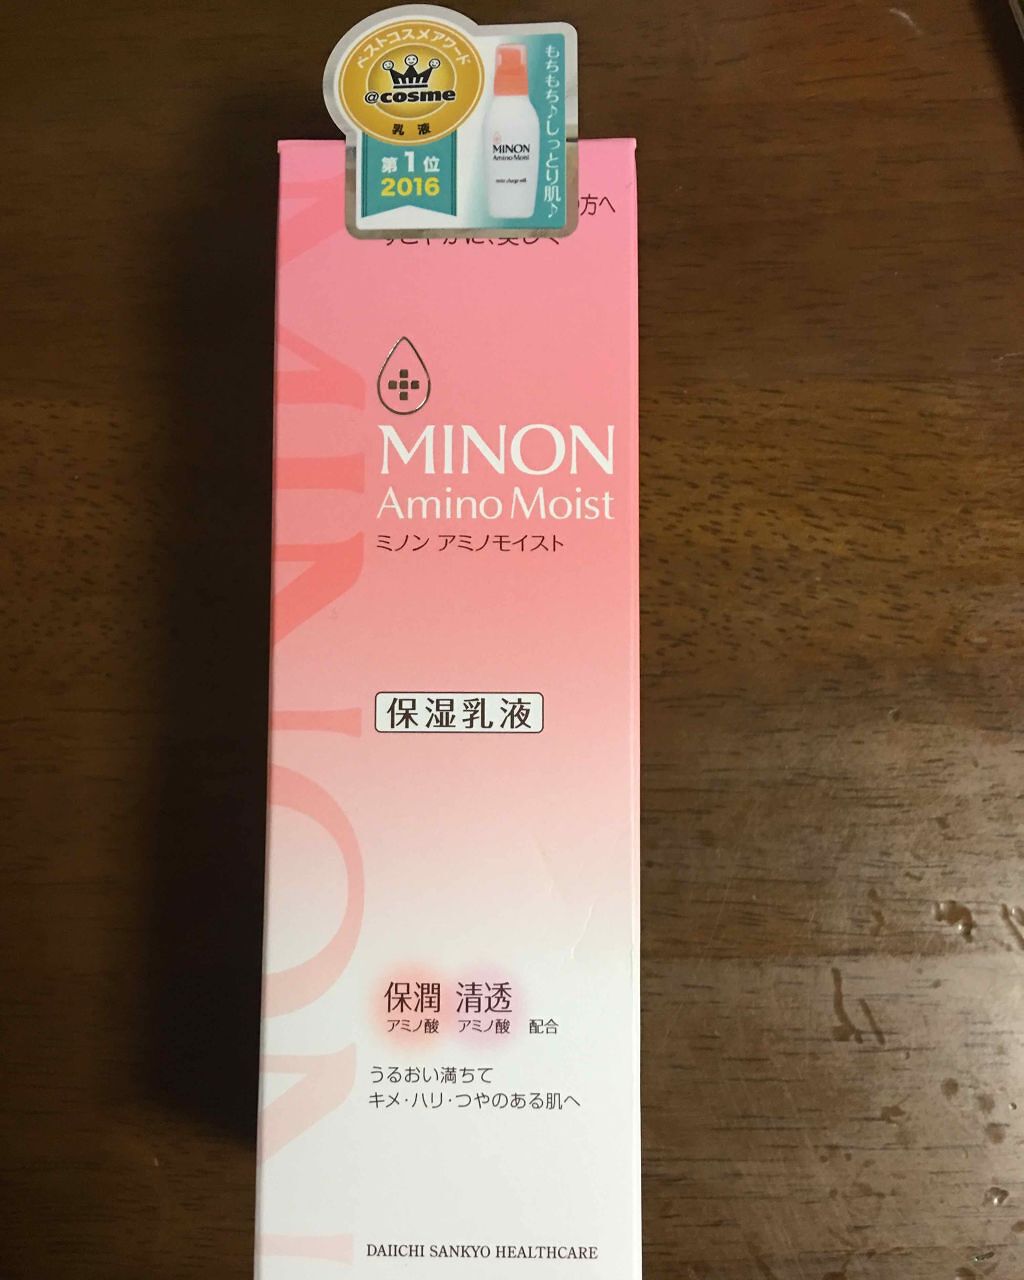 ベストコスメアワード
@cosme
乳液
第1位
2016
もちもち♪しっとり肌♪
MINON
Amino Moist
方へ
MINON
MINON
Amino Moist
ミノン アミノモイスト
保湿乳液
保潤 清透
アミノ酸 アミノ酸 配合
うるおい満ちて
キメ・ハリ・つやのある肌へ
DAIICHI SANKYO HEALTHCARE